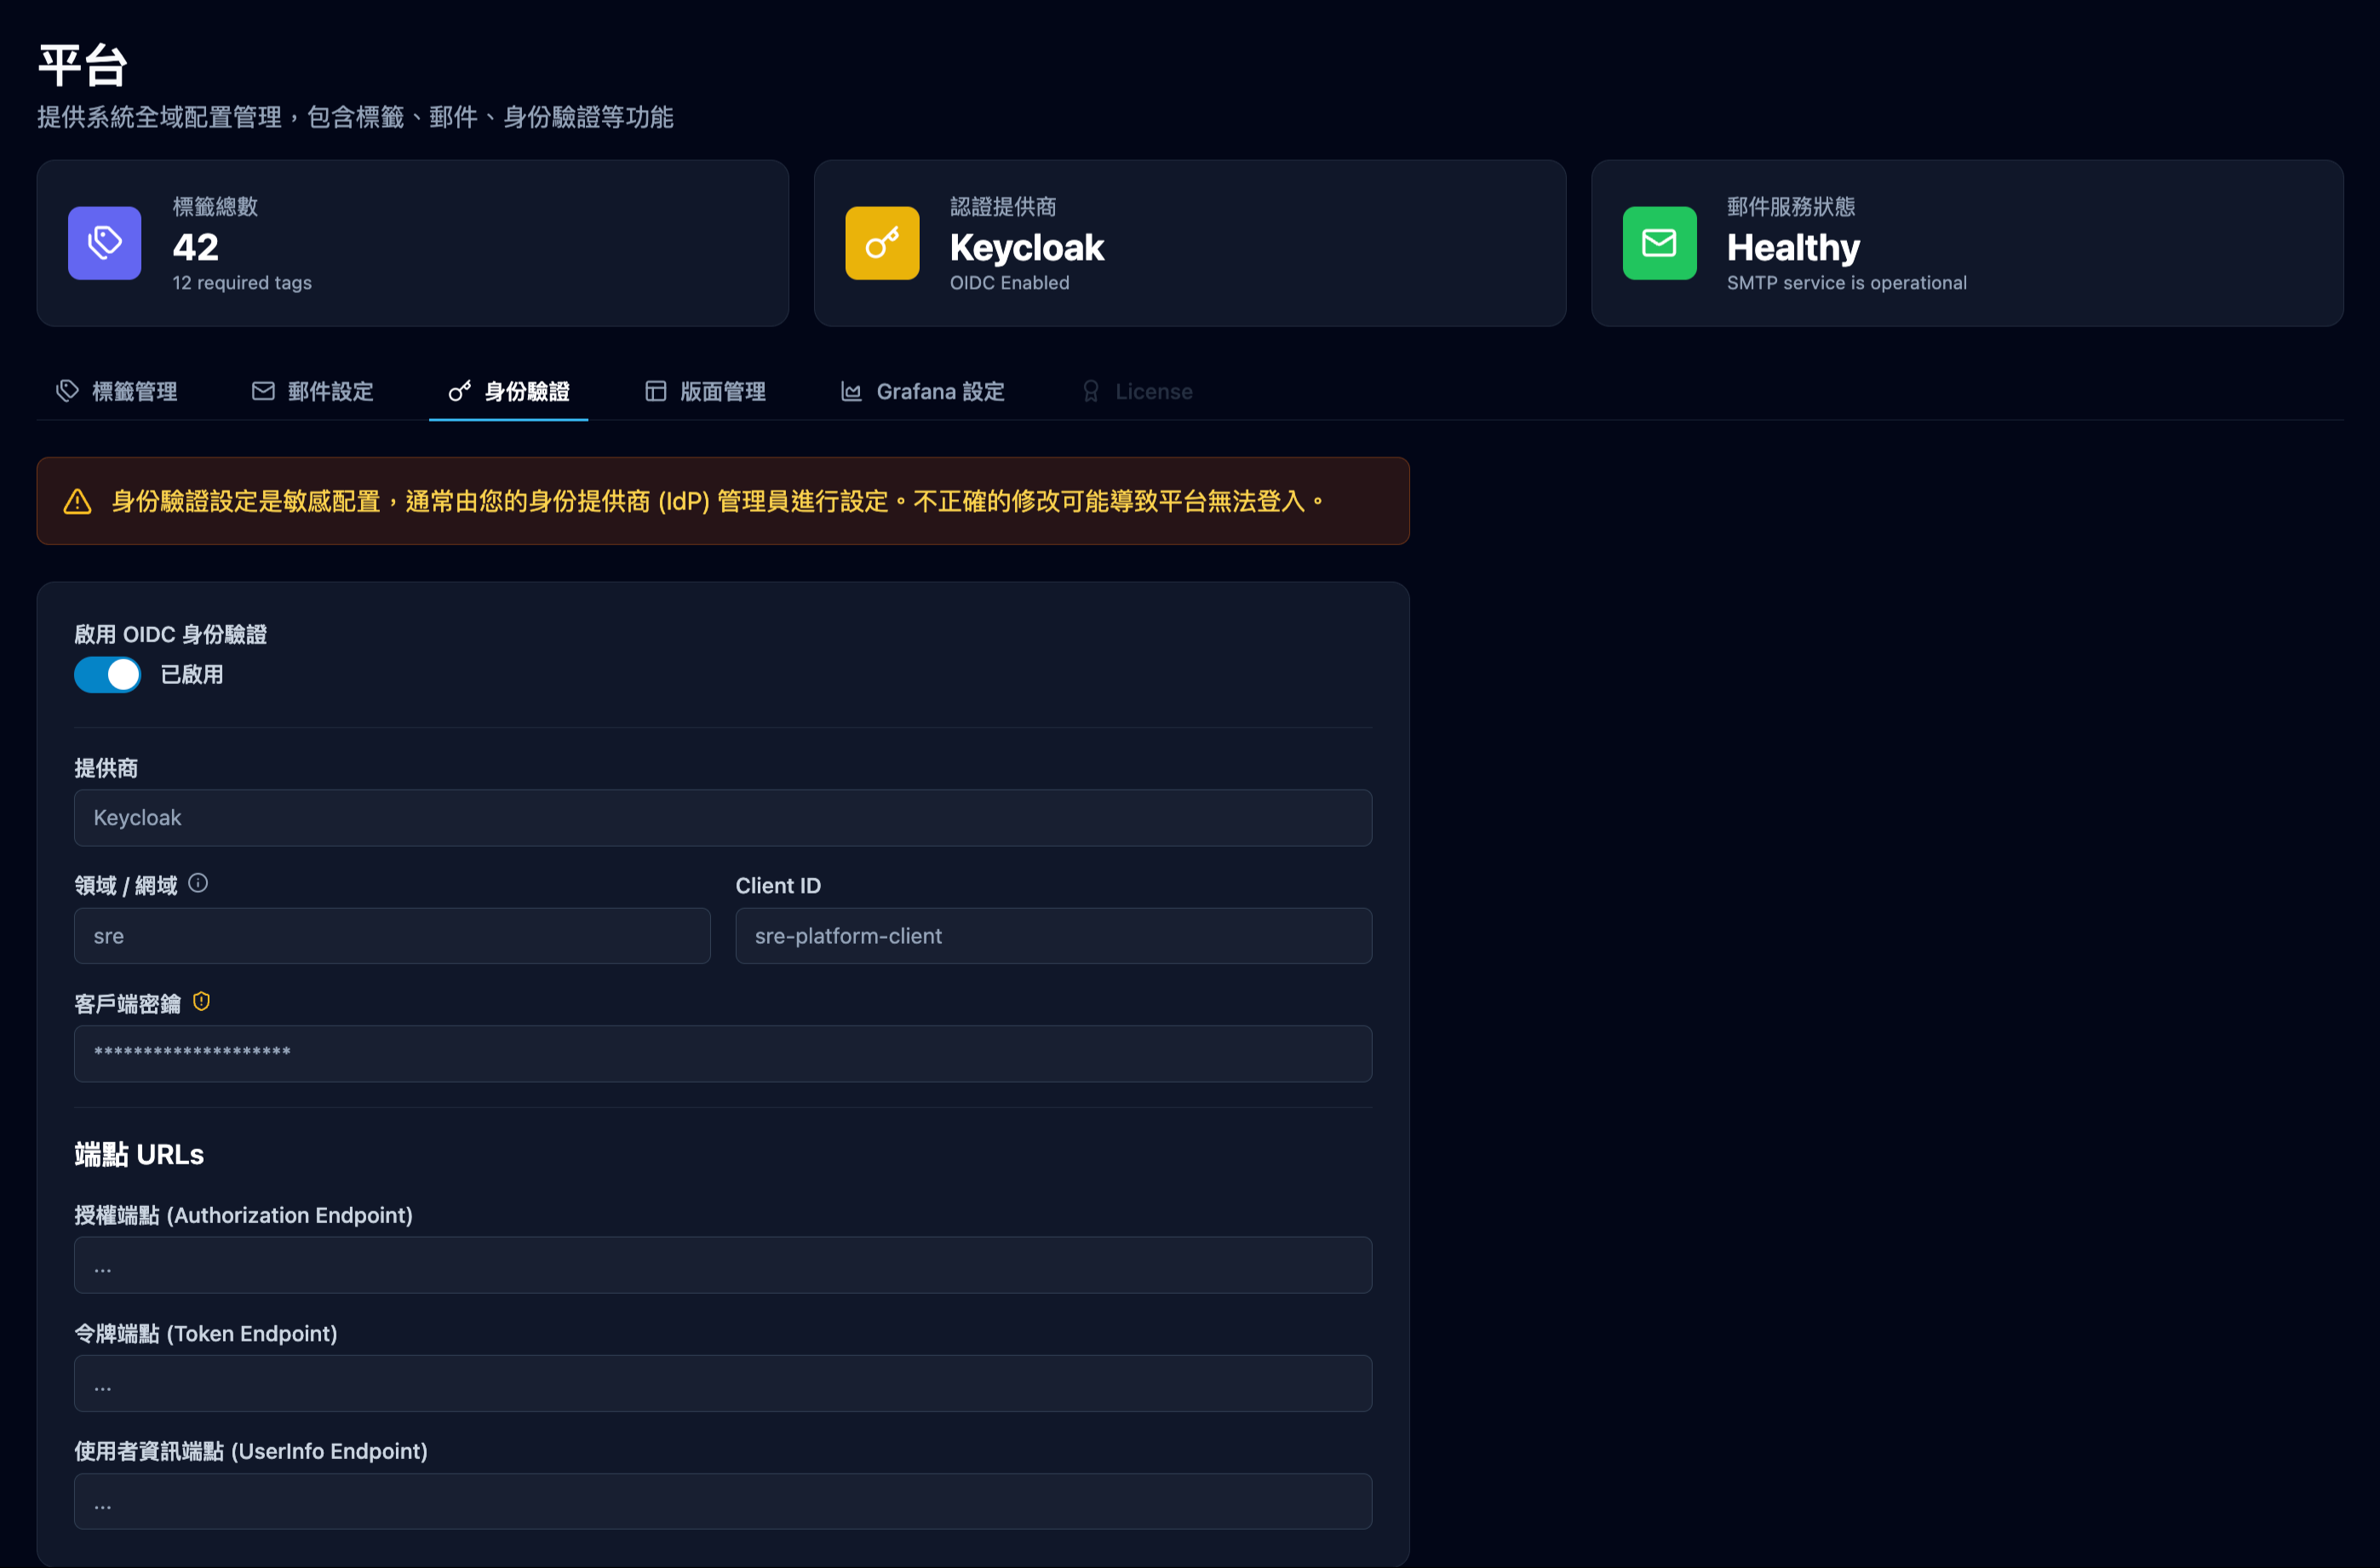 平台
提供系統全域配置管理，包含標籤、郵件、身份驗證等功能
標籤總數
42
12 required tags
認證提供商
Keycloak
OIDC Enabled
郵件服務狀態
Healthy
SMTP service is operational
標籤管理
郵件設定
身份驗證
版面管理
Grafana 設定
License
身份驗證設定是敏感配置，通常由您的身份提供商 (IdP) 管理員進行設定。不正確的修改可能導致平台無法登入。
啟用 OIDC 身份驗證
已啟用
提供商
Keycloak
領域 / 網域
Client ID
sre
sre-platform-client
客戶端密鑰
********************
端點 URLs
授權端點 (Authorization Endpoint)
...
令牌端點 (Token Endpoint)
...
使用者資訊端點 (UserInfo Endpoint)
...